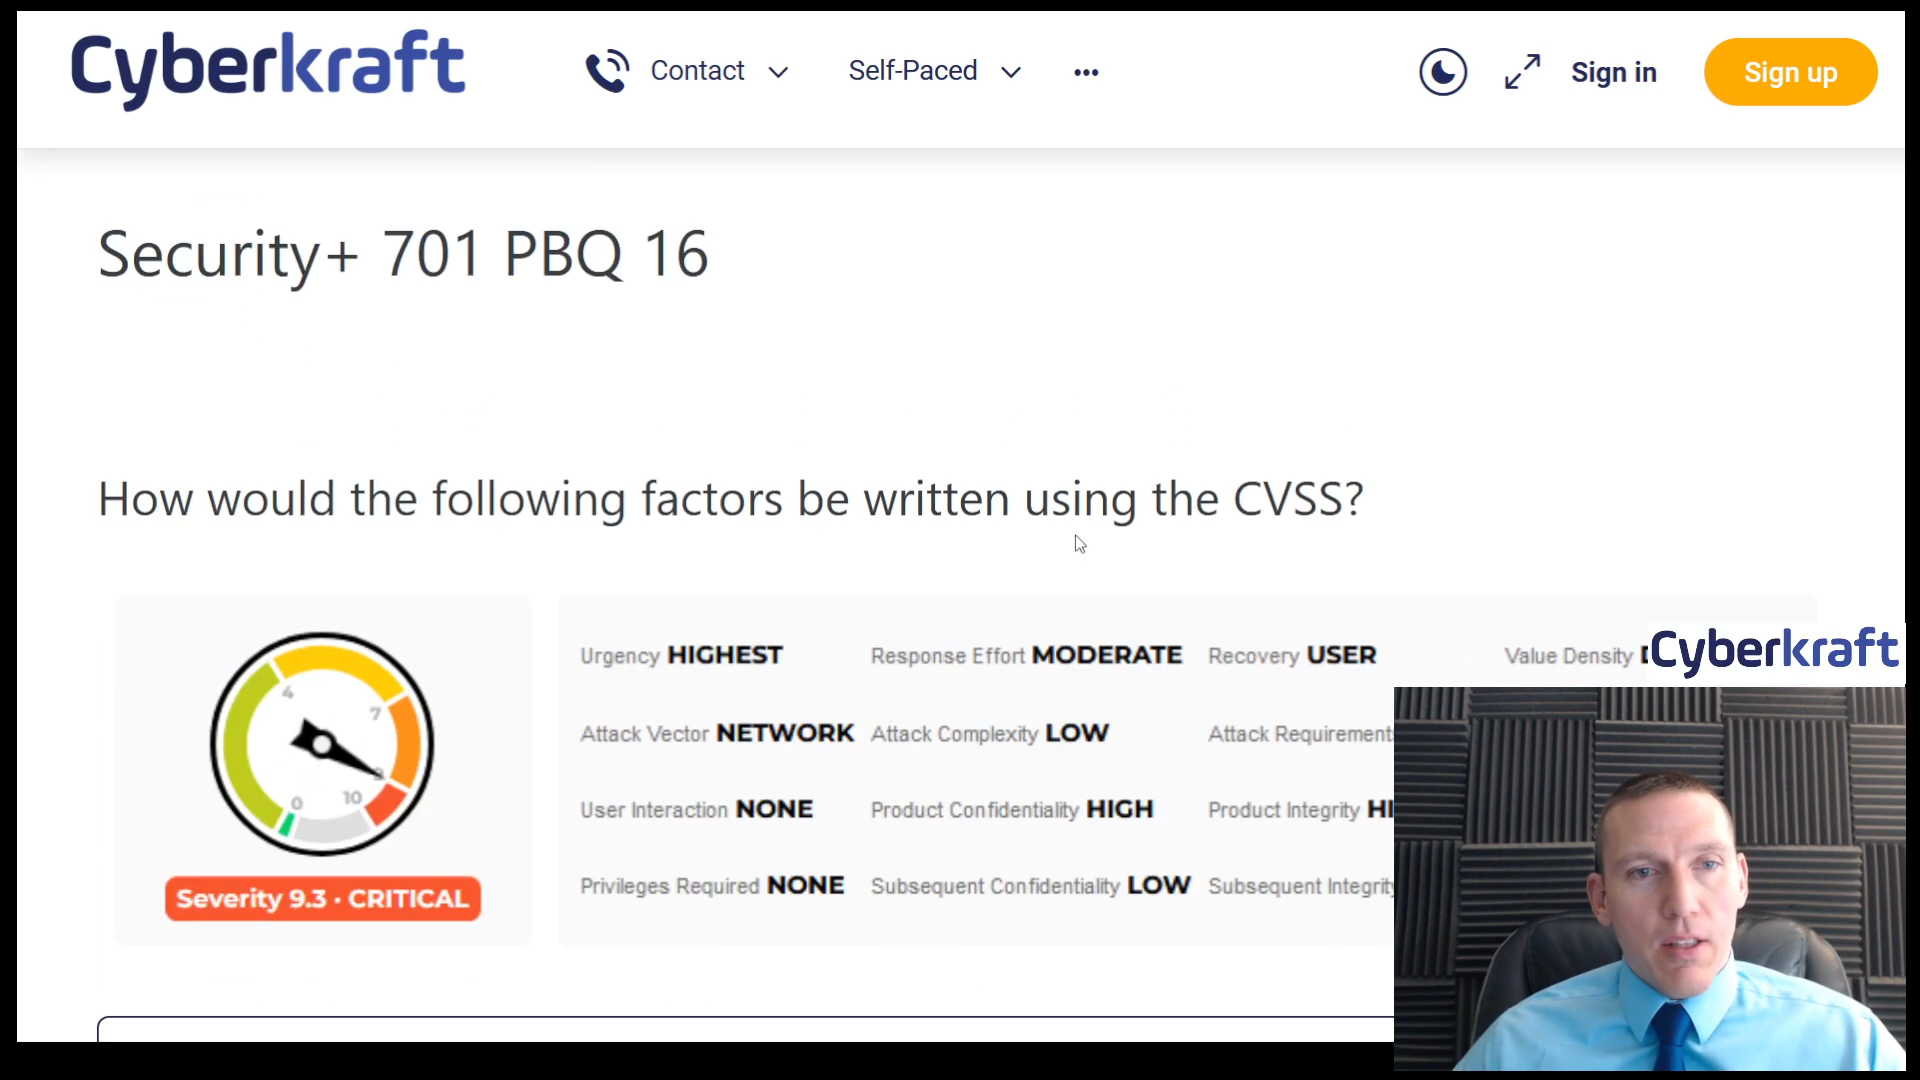 Cyberkraft
Contact
Self-Paced
Sign in
Sign up
Security+ 701 PBQ 16
How would the following factors be written using the CVSS?
4
7
9
0
10
Severity 9.3 · CRITICAL
Urgency HIGHEST Response Effort MODERATE Recovery USER Value Density
Attack Vector NETWORK Attack Complexity LOW Attack Requirements
User Interaction NONE Product Confidentiality HIGH Product Integrity
Privileges Required NONE Subsequent Confidentiality LOW Subsequent Integrity
Cyberkraft